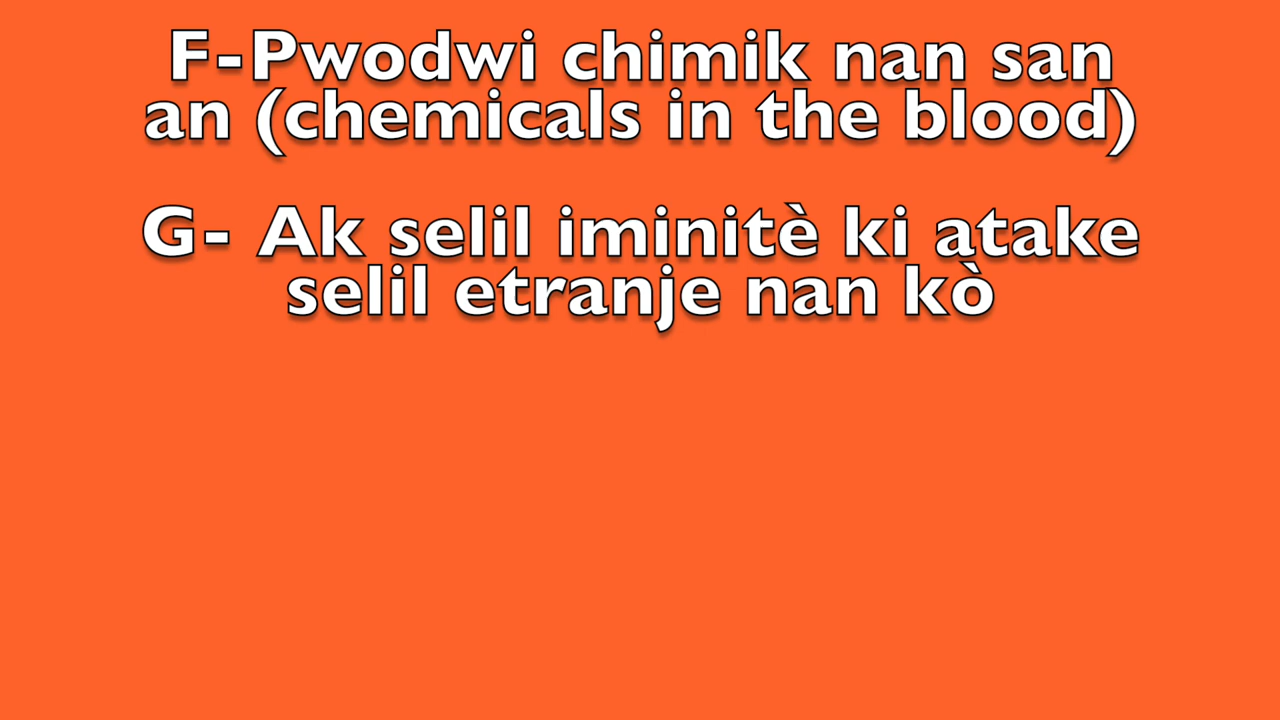 F-Pwodwi chimik nan san
an (chemicals in the blood)
G- Ak selil iminitè ki atake
selil etranje nan kò